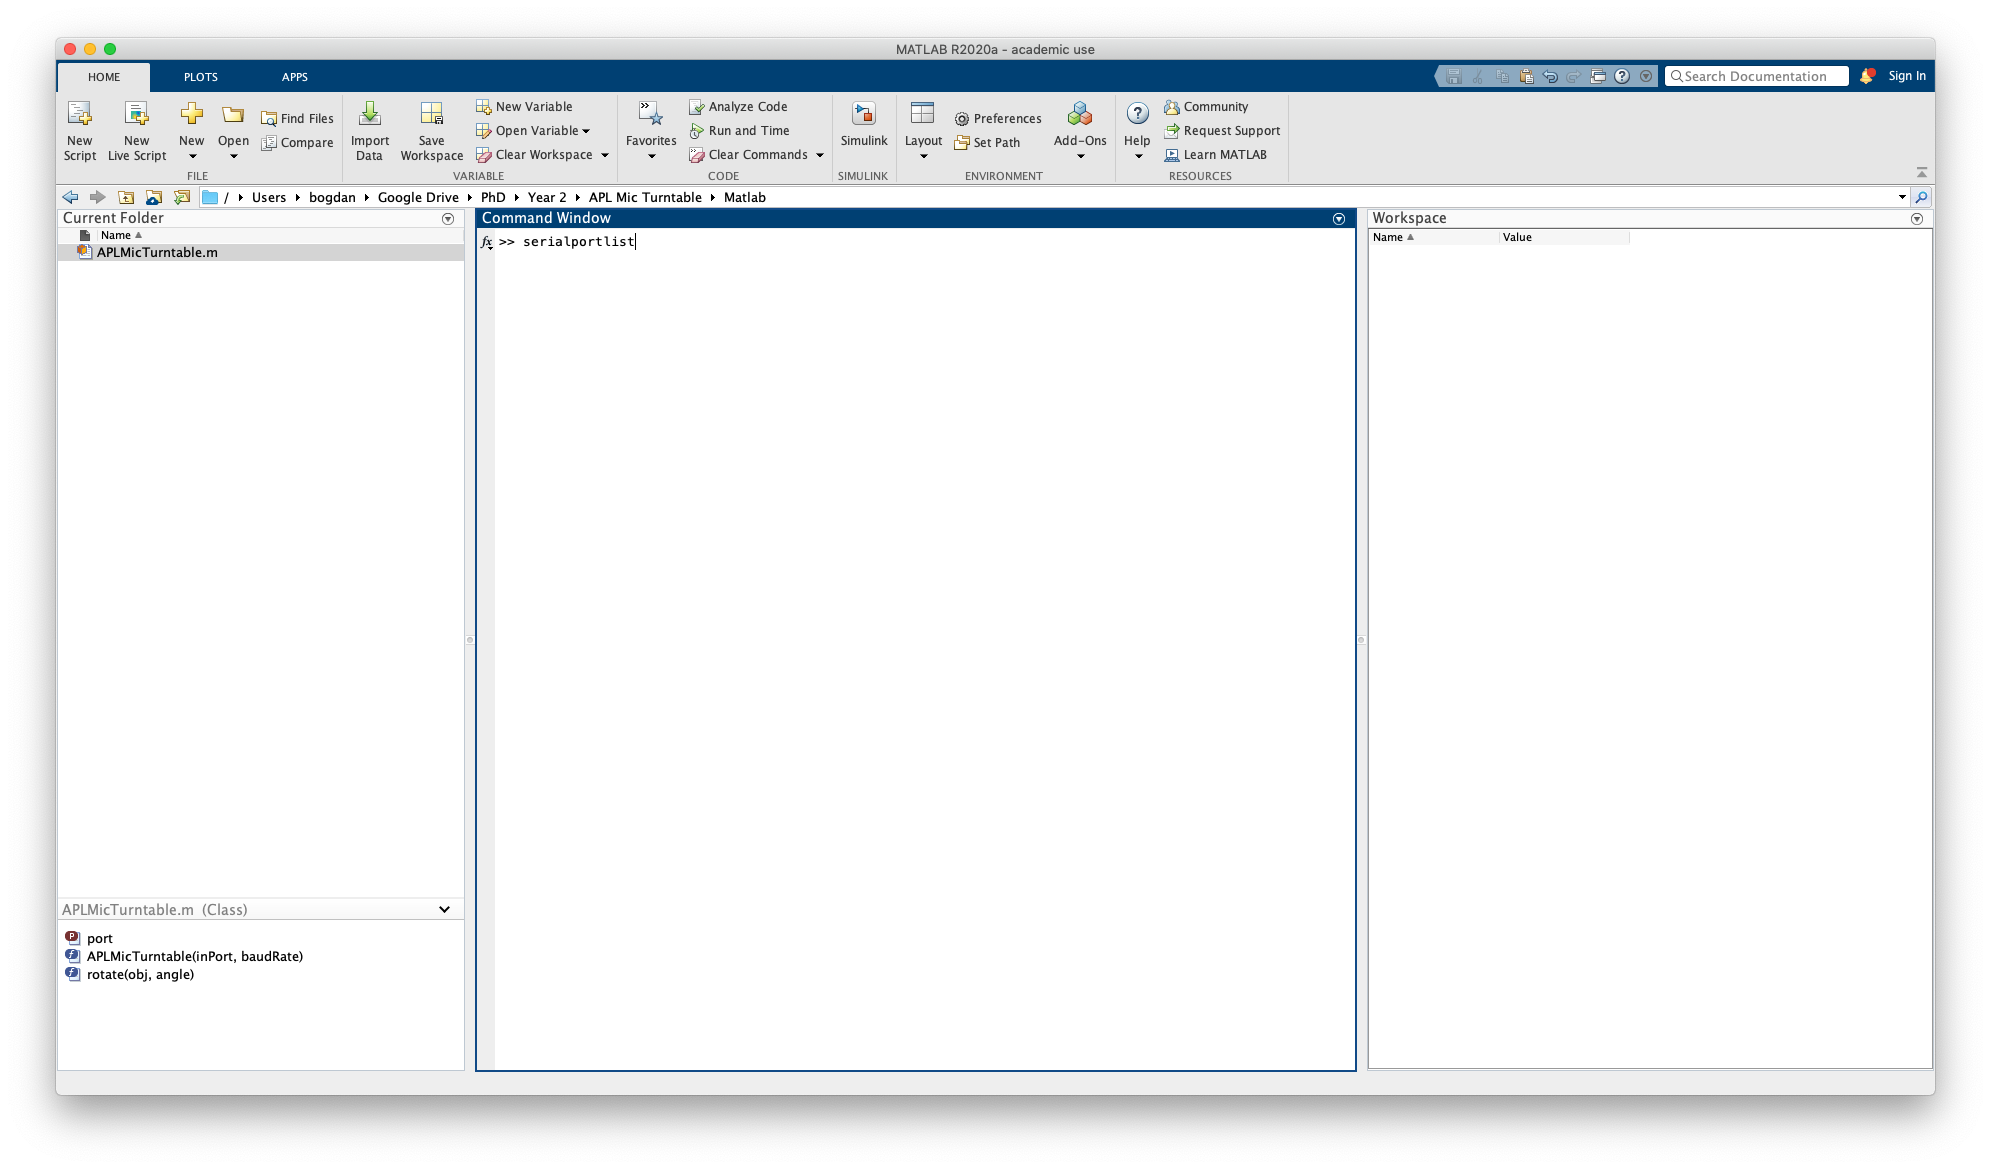 MATLAB R2020a - academic use
HOME PLOTS APPS
Search Documentation Sign In
New Script
New Live Script
New
Open
Find Files
Compare
FILE
Import Data
Save Workspace
New Variable
Open Variable
Clear Workspace
VARIABLE
Favorites
Analyze Code
Run and Time
Clear Commands
CODE
Simulink
SIMULINK
Layout
Preferences
Set Path
Add-Ons
ENVIRONMENT
Help
Community
Request Support
Learn MATLAB
RESOURCES
/ Users bogdan Google Drive PhD Year 2 APL Mic Turntable Matlab
Current Folder
Name
APLMicTurntable.m
APLMicTurntable.m (Class)
port
APLMicTurntable(inPort, baudRate)
rotate(obj, angle)
Command Window
fx >> serialportlist
Workspace
Name Value